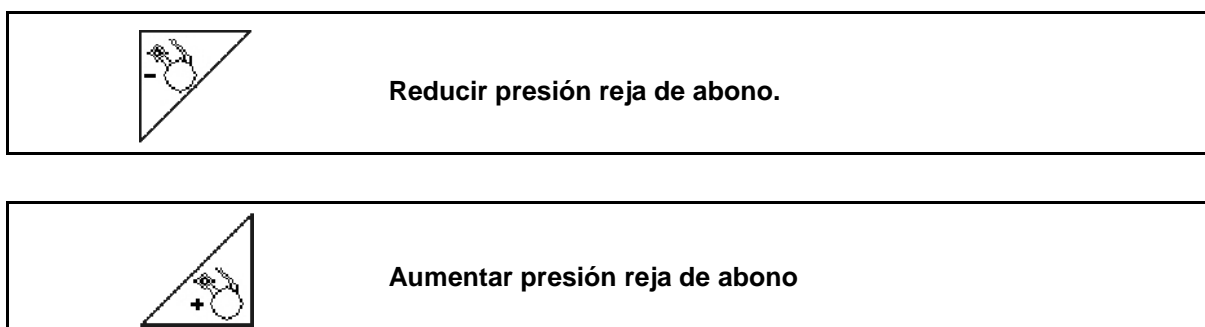 -
Reducir presión reja de abono.
+
Aumentar presión reja de abono